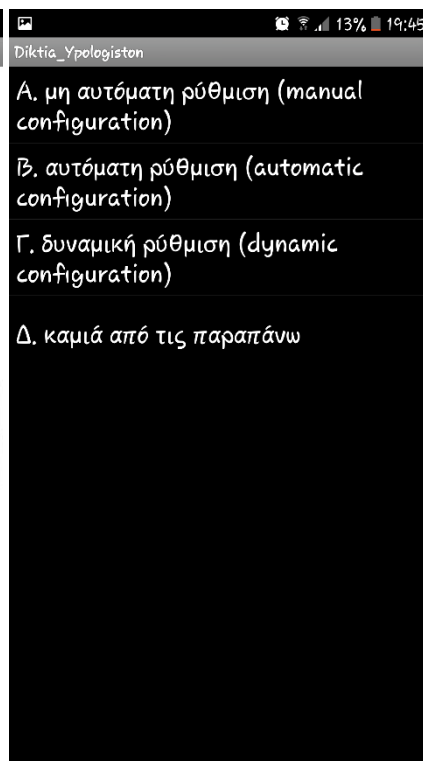 13% 19:45
Diktia_Ypologiston
Α. μη αυτόματη ρύθμιση (manual
configuration)
Β. αυτόματη ρύθμιση (automatic
configuration)
Γ. δυναμική ρύθμιση (dynamic
configuration)
Δ. καμιά από τις παραπάνω